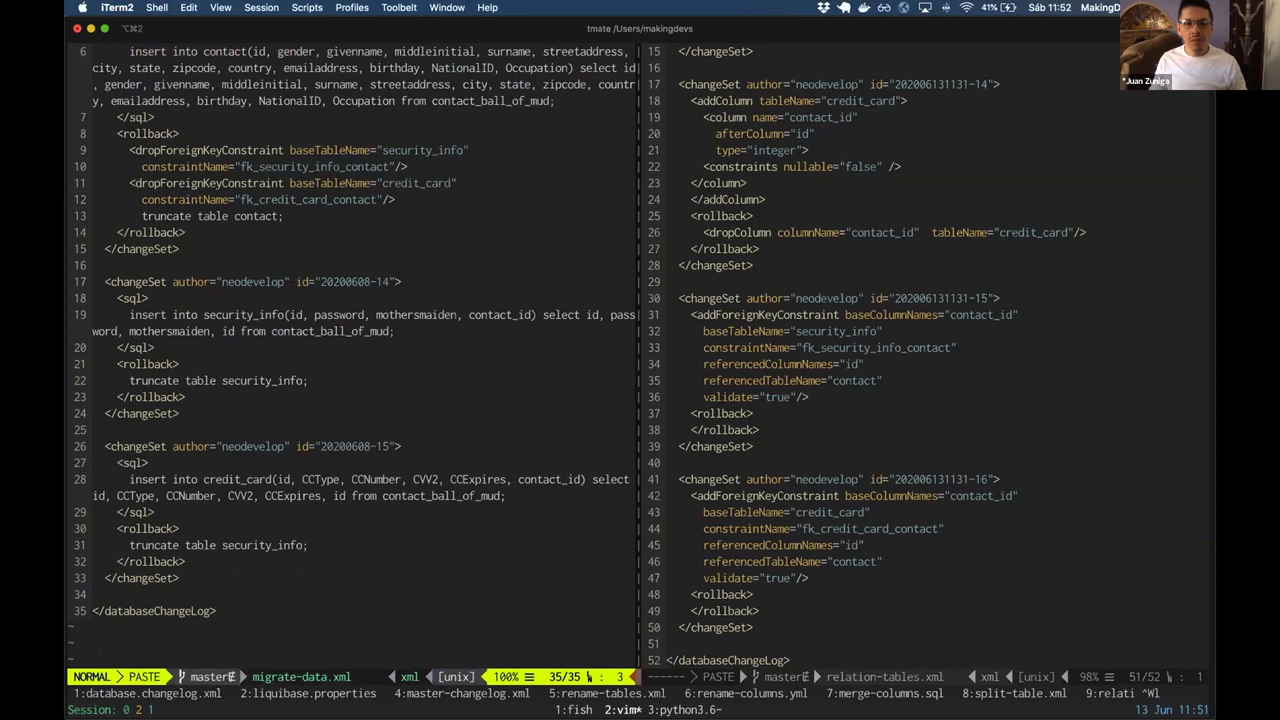 iTerm2 Shell Edit View Session Scripts Profiles Toolbelt Window Help 41% Sáb 11:52 MakingD
⌥⌘2 tmate /Users/makingdevs
*Juan Zuniga
6 insert into contact(id, gender, givenname, middleinitial, surname, streetaddress,
city, state, zipcode, country, emailaddress, birthday, NationalID, Occupation) select id
, gender, givenname, middleinitial, surname, streetaddress, city, state, zipcode, countr
y, emailaddress, birthday, NationalID, Occupation from contact_ball_of_mud;
7 </sql>
8 <rollback>
9 <dropForeignKeyConstraint baseTableName="security_info"
10 constraintName="fk_security_info_contact"/>
11 <dropForeignKeyConstraint baseTableName="credit_card"
12 constraintName="fk_credit_card_contact"/>
13 truncate table contact;
14 </rollback>
15 </changeSet>
16
17 <changeSet author="neodevelop" id="20200608-14">
18 <sql>
19 insert into security_info(id, password, mothersmaiden, contact_id) select id, pass
word, mothersmaiden, id from contact_ball_of_mud;
20 </sql>
21 <rollback>
22 truncate table security_info;
23 </rollback>
24 </changeSet>
25
26 <changeSet author="neodevelop" id="20200608-15">
27 <sql>
28 insert into credit_card(id, CCType, CCNumber, CVV2, CCExpires, contact_id) select
id, CCType, CCNumber, CVV2, CCExpires, id from contact_ball_of_mud;
29 </sql>
30 <rollback>
31 truncate table security_info;
32 </rollback>
33 </changeSet>
34
35 </databaseChangeLog>
~
~
~
15 </changeSet>
16
17 <changeSet author="neodevelop" id="202006131131-14">
18 <addColumn tableName="credit_card">
19 <column name="contact_id"
20 afterColumn="id"
21 type="integer">
22 <constraints nullable="false" />
23 </column>
24 </addColumn>
25 <rollback>
26 <dropColumn columnName="contact_id" tableName="credit_card"/>
27 </rollback>
28 </changeSet>
29
30 <changeSet author="neodevelop" id="202006131131-15">
31 <addForeignKeyConstraint baseColumnNames="contact_id"
32 baseTableName="security_info"
33 constraintName="fk_security_info_contact"
34 referencedColumnNames="id"
35 referencedTableName="contact"
36 validate="true"/>
37 <rollback>
38 </rollback>
39 </changeSet>
40
41 <changeSet author="neodevelop" id="202006131131-16">
42 <addForeignKeyConstraint baseColumnNames="contact_id"
43 baseTableName="credit_card"
44 constraintName="fk_credit_card_contact"
45 referencedColumnNames="id"
46 referencedTableName="contact"
47 validate="true"/>
48 <rollback>
49 </rollback>
50 </changeSet>
51
52 </databaseChangeLog>
NORMAL PASTE master migrate-data.xml xml [unix] 100% 35/35 : 3
------ PASTE master relation-tables.xml xml [unix] 98% 51/52 : 1
1:database.changelog.xml 2:liquibase.properties 4:master-changelog.xml 5:rename-tables.xml 6:rename-columns.yml 7:merge-columns.sql 8:split-table.xml 9:relati ^Wl
Session: 0 2 1 1:fish 2:vim* 3:python3.6- 13 Jun 11:51